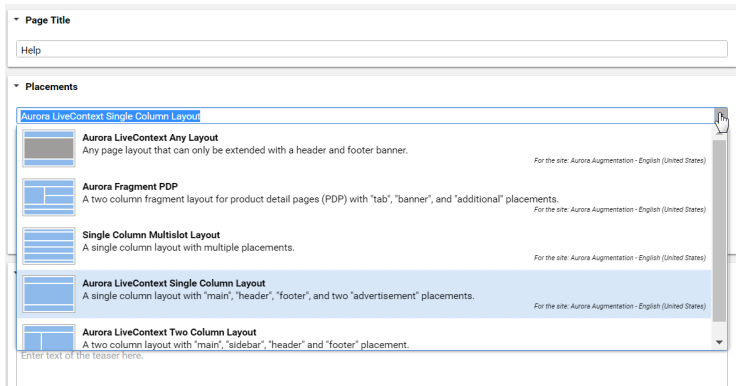 Page Title
Help
Placements
Aurora LiveContext Single Column Layout
Aurora LiveContext Any Layout
Any page layout that can only be extended with a header and footer banner.
For the site: Aurora Augmentation - English (United States)
Aurora Fragment PDP
A two column fragment layout for product detail pages (PDP) with "tab", "banner", and "additional" placements.
For the site: Aurora Augmentation - English (United States)
Single Column Multislot Layout
A single column layout with multiple placements.
For the site: Aurora Augmentation - English (United States)
Aurora LiveContext Single Column Layout
A single column layout with "main", "header", "footer", and two "advertisement" placements.
For the site: Aurora Augmentation - English (United States)
Aurora LiveContext Two Column Layout
A two column layout with "main", "sidebar", "header" and "footer" placement.
Enter text of the teaser here.